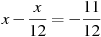 x − x/12 = − 11/12